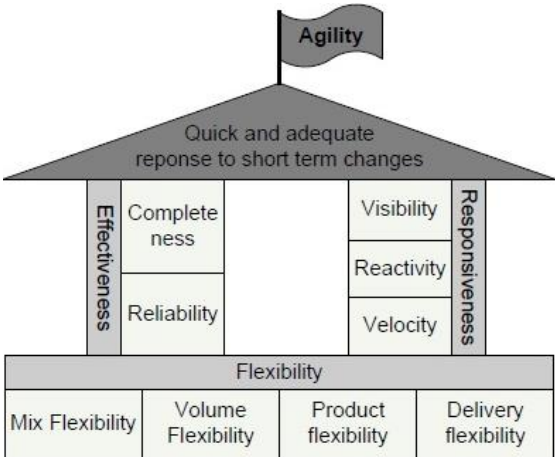 Agility
Quick and adequate
reponse to short term changes
Effectiveness
Complete
ness
Reliability
Visibility
Reactivity
Velocity
Responsiveness
Flexibility
Mix Flexibility
Volume
Flexibility
Product
flexibility
Delivery
flexibility